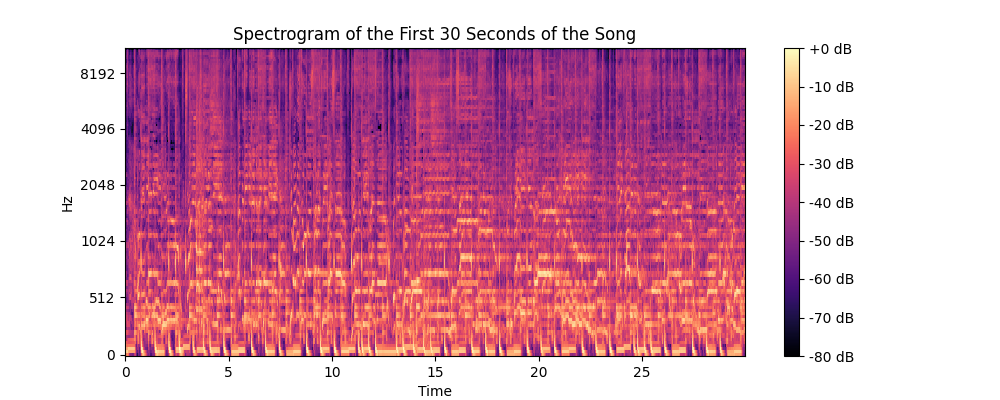 Spectrogram of the First 30 Seconds of the Song
Hz
8192
4096
2048
1024
512
0
0
5
10
15
20
25
Time
+0 dB
-10 dB
-20 dB
-30 dB
-40 dB
-50 dB
-60 dB
-70 dB
-80 dB